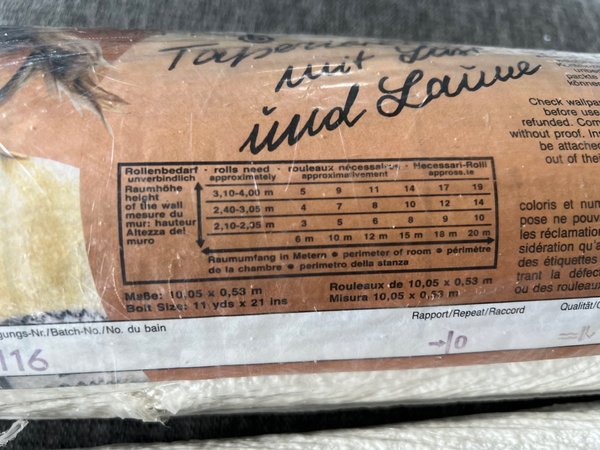 mit
und Laune
Check wallpa
before use
refunded. Com
without proof. In
be attache
out of the
Rollenbedarf · rolls need · rouleaux nécessaires · Necessari-Rolli
unverbindlich approximately approximativement appross.ie
Raumhöhe
height
of the wall
mesure du
mur: hauteur
Altezza del
muro
3,10-4,00 m 5 9 11 14 17 19
2,40-3,05 m 4 7 8 10 12 14
2,10-2,35 m 3 5 6 8 9 10
6 m 10 m 12 m 15 m 18 m 20 m
Raumumfang in Metern ● perimeter of room ● périmètre
de la chambre ● perimetro della stanza
Maße: 10,05 x 0,53 m
Bolt Size: 11 yds x 21 ins
Rouleaux de 10,05 x 0,53 m
Misura 10,05 x 0,53 m
coloris et num
pose ne pouv
les réclamation
sidération qu'a
des étiquettes
trant la défec
ou des rouleau
gungs-Nr./Batch-No./No. du bain
116
Rapport/Repeat/Raccord
→|0
Qualität/